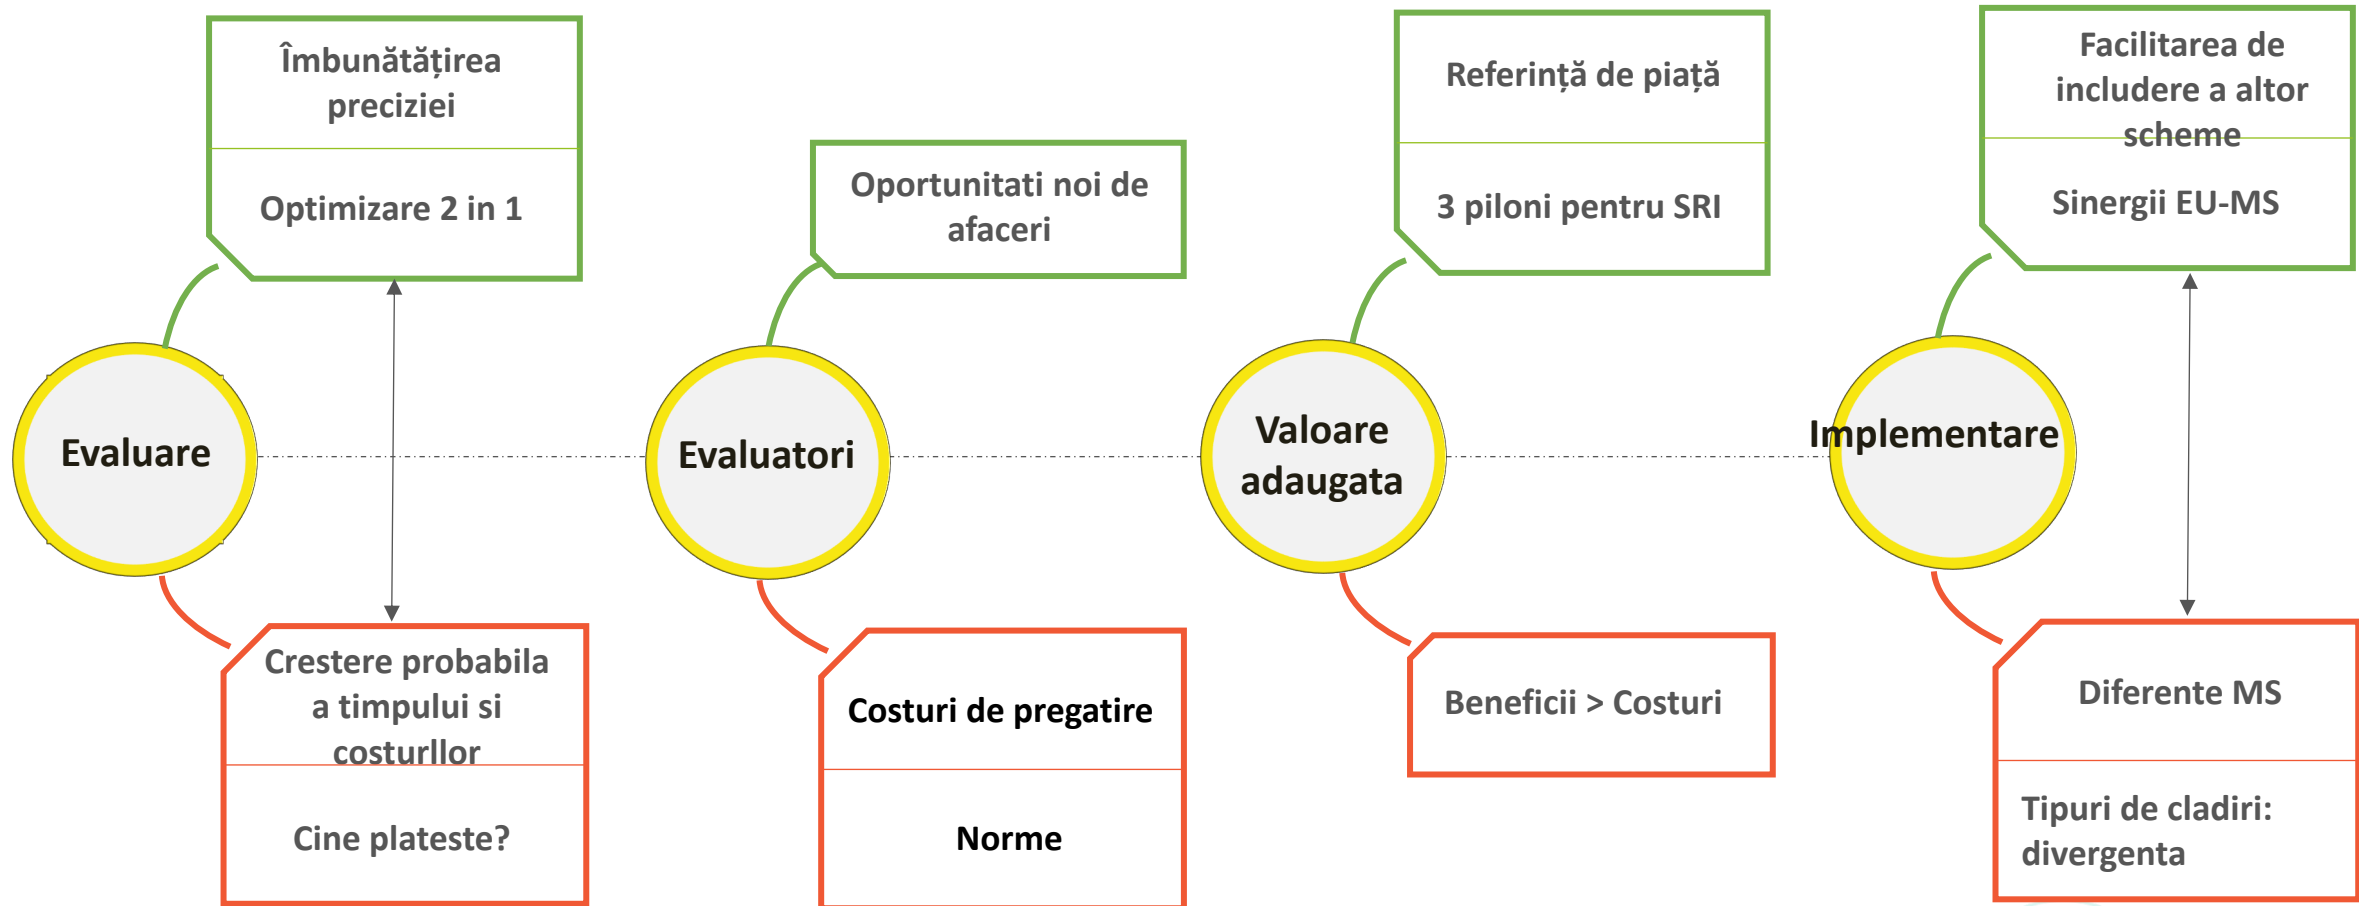 Îmbunătățirea
preciziei
Optimizare 2 in 1
Oportunitati noi de
afaceri
Referință de piață
3 piloni pentru SRI
Facilitarea de
includere a altor
scheme
Sinergii EU-MS
Evaluare
Evaluatori
Valoare
adaugata
Implementare
Crestere probabila
a timpului si
costurllor
Cine plateste?
Costuri de pregatire
Norme
Beneficii > Costuri
Diferente MS
Tipuri de cladiri:
divergenta